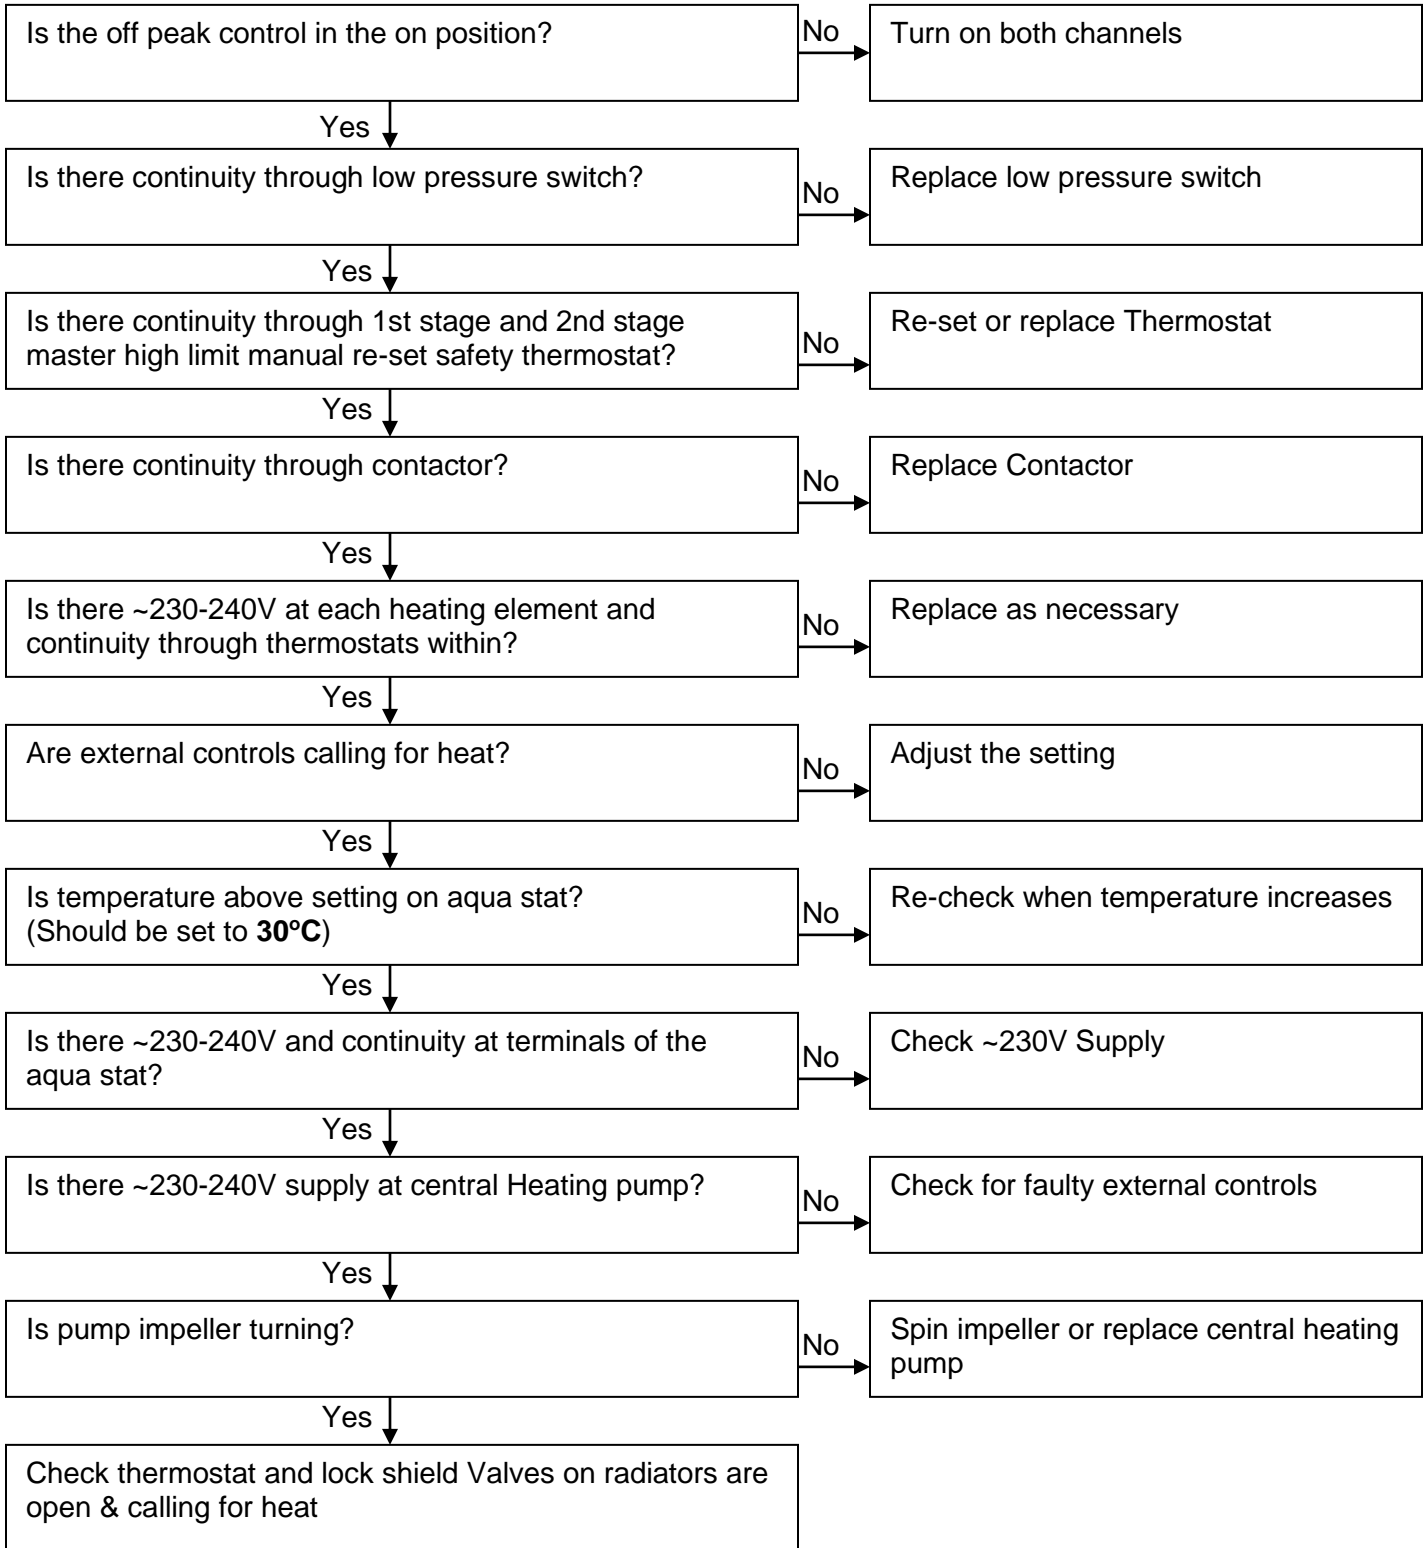 Is the off peak control in the on position?
No
Turn on both channels
Yes
Is there continuity through low pressure switch?
No
Replace low pressure switch
Yes
Is there continuity through 1st stage and 2nd stage
master high limit manual re-set safety thermostat?
No
Re-set or replace Thermostat
Yes
Is there continuity through contactor?
No
Replace Contactor
Yes
Is there ~230-240V at each heating element and
continuity through thermostats within?
No
Replace as necessary
Yes
Are external controls calling for heat?
No
Adjust the setting
Yes
Is temperature above setting on aqua stat?
(Should be set to 30ºC)
No
Re-check when temperature increases
Yes
Is there ~230-240V and continuity at terminals of the
aqua stat?
No
Check ~230V Supply
Yes
Is there ~230-240V supply at central Heating pump?
No
Check for faulty external controls
Yes
Is pump impeller turning?
No
Spin impeller or replace central heating
pump
Yes
Check thermostat and lock shield Valves on radiators are
open & calling for heat